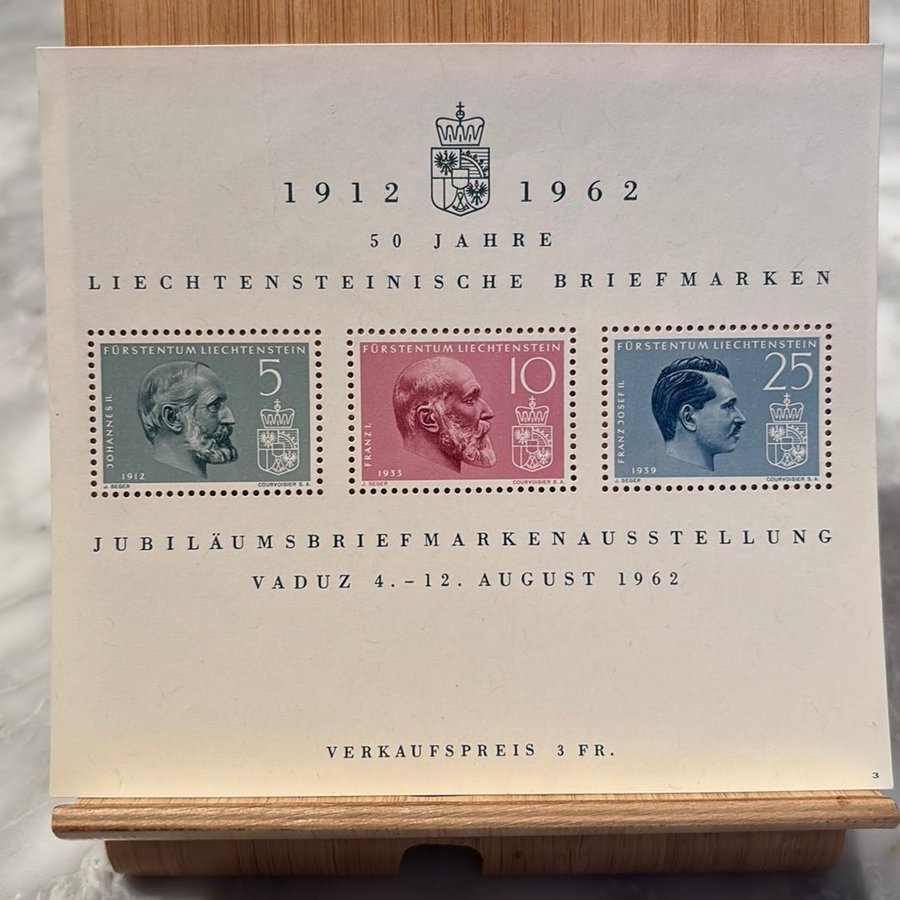 1912 1962
50 JAHRE
LIECHTENSTEINISCHE BRIEFMARKEN
FÜRSTENTUM LIECHTENSTEIN
5
JOHANNES II.
1912
J. SEGER COURVOISIER S. A.
FÜRSTENTUM LIECHTENSTEIN
10
FRANZ I.
1933
J. SEGER COURVOISIER S. A.
FÜRSTENTUM LIECHTENSTEIN
25
FRANZ JOSEF II.
1939
J. SEGER COURVOISIER S. A.
JUBILÄUMSBRIEFMARKENAUSSTELLUNG
VADUZ 4.–12. AUGUST 1962
VERKAUFSPREIS 3 FR.
3